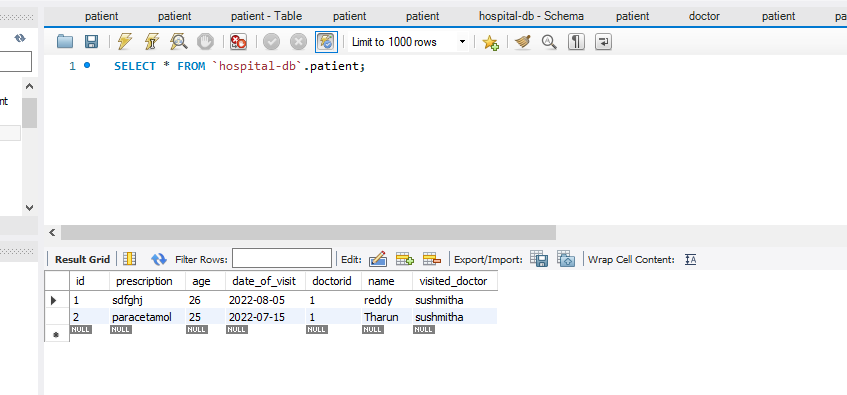 patient patient patient - Table patient patient hospital-db - Schema patient doctor patient
Limit to 1000 rows
nt
1 SELECT * FROM `hospital-db`.patient;
Result Grid Filter Rows: Edit: Export/Import: Wrap Cell Content:
id prescription age date_of_visit doctorid name visited_doctor
1 sdfghj 26 2022-08-05 1 reddy sushmitha
2 paracetamol 25 2022-07-15 1 Tharun sushmitha
NULL NULL NULL NULL NULL NULL NULL